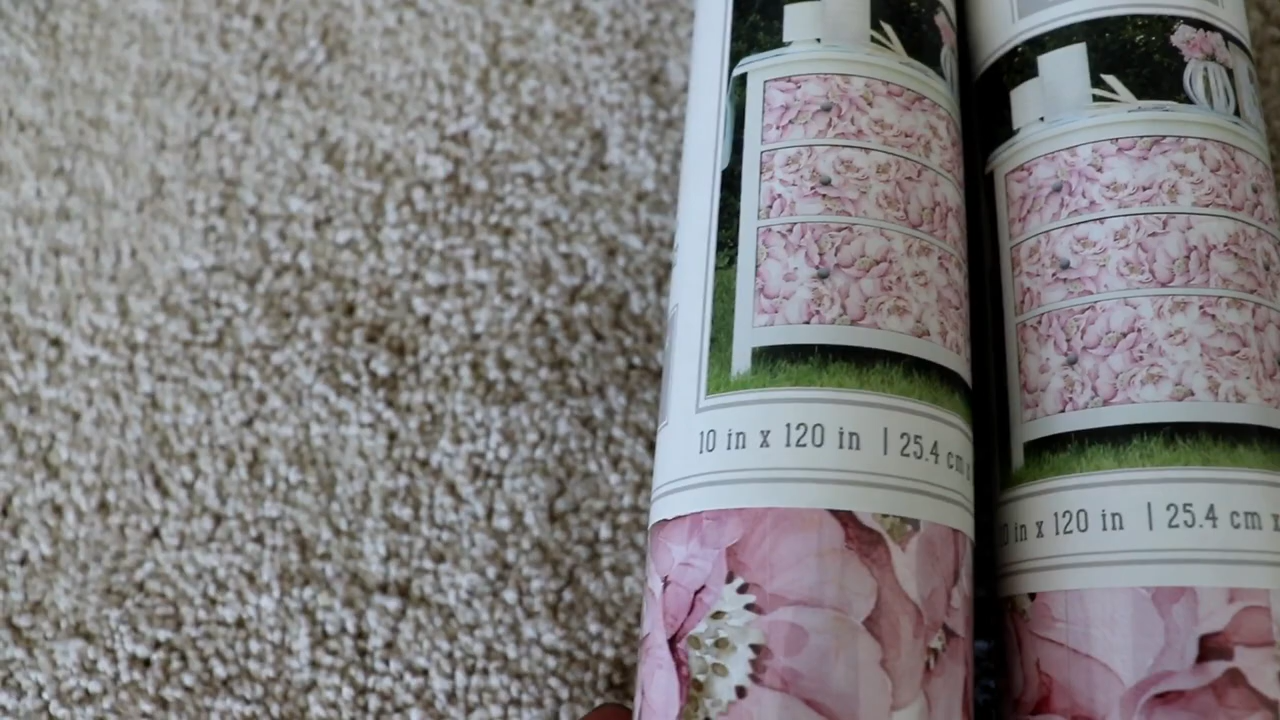 10 in x 120 in | 25.4 cm
in x 120 in | 25.4 cm